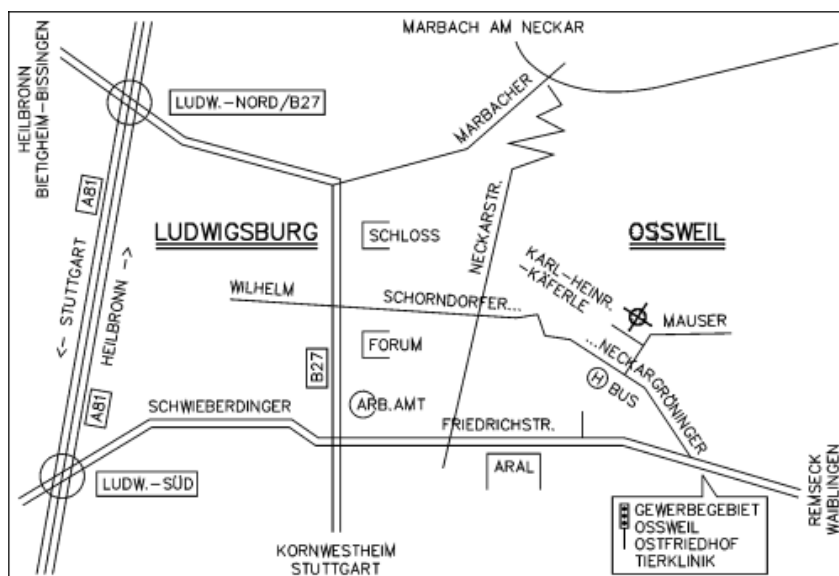 MARBACH AM NECKAR
HEILBRONN
BIETIGHEIM-BISSINGEN
LUDW.-NORD/B27
MARBACHER
A81
LUDWIGSBURG
SCHLOSS
NECKARSTR.
OSSWEIL
<-- STUTTGART
HEILBRONN -->
WILHELM
SCHORNDORFER...
KARL-HEINR.
-KÄFERLE
MAUSER
FORUM
B27
...NECKARGRÖNINGER
H BUS
A81
SCHWIEBERDINGER
ARB.AMT
FRIEDRICHSTR.
LUDW.-SÜD
ARAL
REMSECK
WAIBLINGEN
GEWERBEGEBIET
OSSWEIL
OSTFRIEDHOF
TIERKLINIK
KORNWESTHEIM
STUTTGART